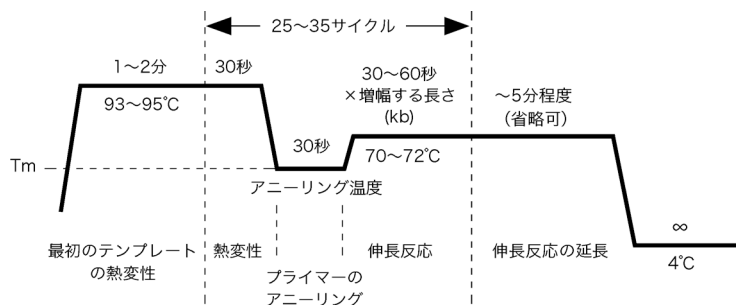 25〜35サイクル
1〜2分
30秒
93〜95℃
30〜60秒
×増幅する長さ
(kb)
〜5分程度
（省略可）
30秒
70〜72℃
Tm
アニーリング温度
∞
4℃
最初のテンプレート
の熱変性
熱変性
プライマーの
アニーリング
伸長反応
伸長反応の延長